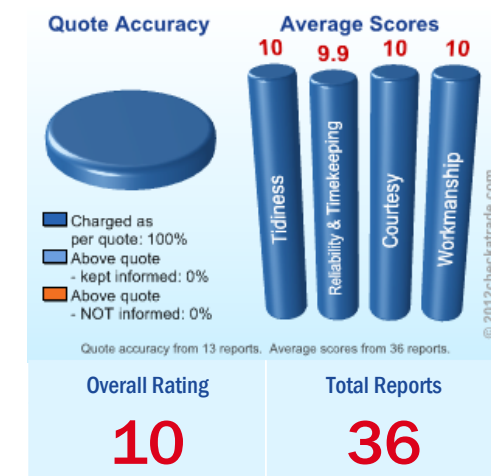 Quote Accuracy
Average Scores
10
9.9
10
10
Tidiness
Reliability & Timekeeping
Courtesy
Workmanship
Charged as
per quote: 100%
Above quote
- kept informed: 0%
Above quote
- NOT informed: 0%
© 2012checkatrade.com
Quote accuracy from 13 reports. Average scores from 36 reports.
Overall Rating
Total Reports
10
36